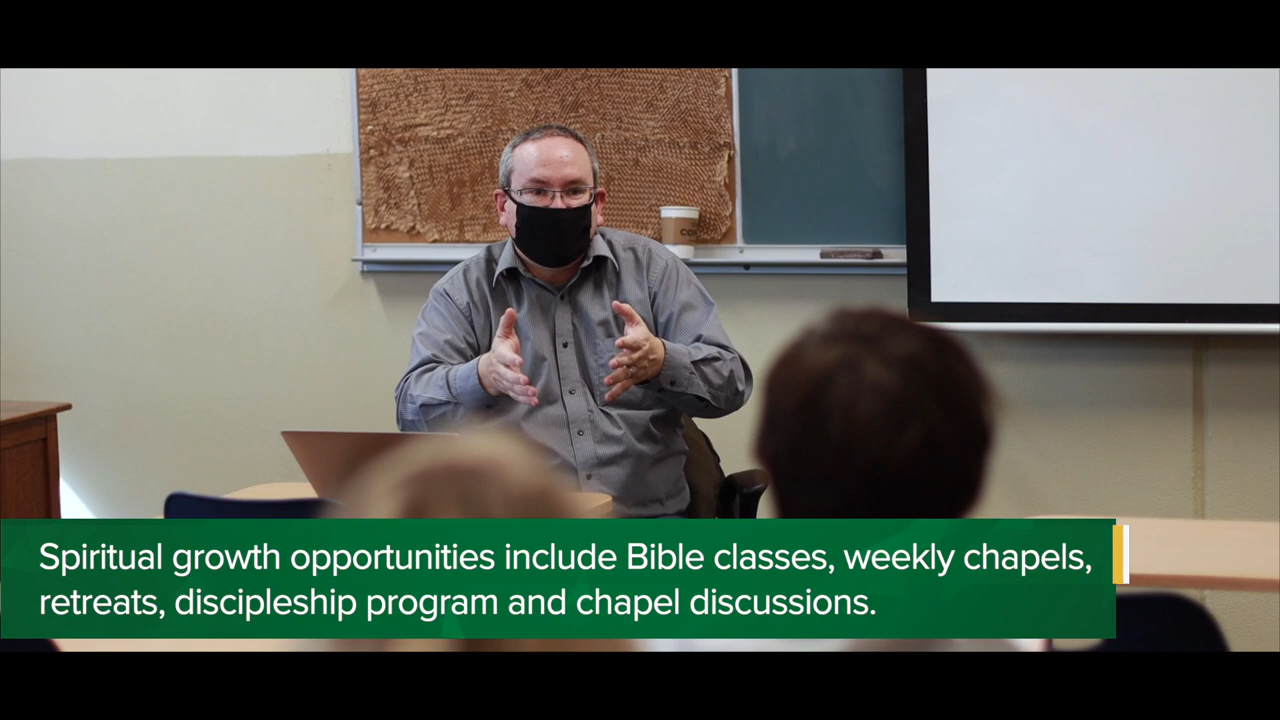 Spiritual growth opportunities include Bible classes, weekly chapels,
retreats, discipleship program and chapel discussions.